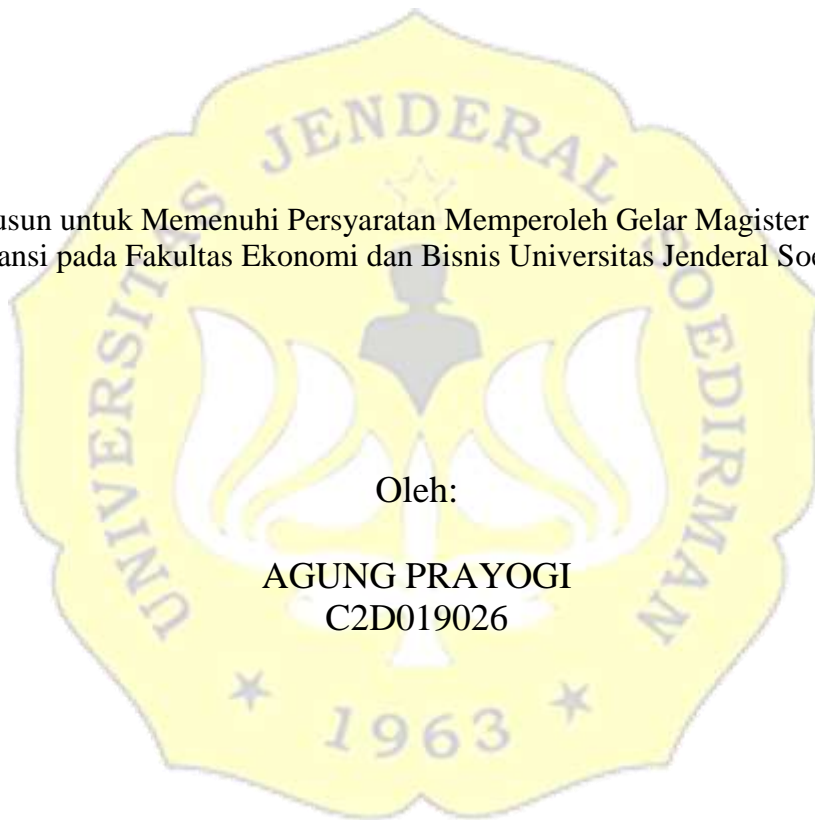 UNIVERSITAS JENDERAL SOEDIRMAN
usun untuk Memenuhi Persyaratan Memperoleh Gelar Magister
ansi pada Fakultas Ekonomi dan Bisnis Universitas Jenderal Soe
Oleh:
AGUNG PRAYOGI
C2D019026
1963